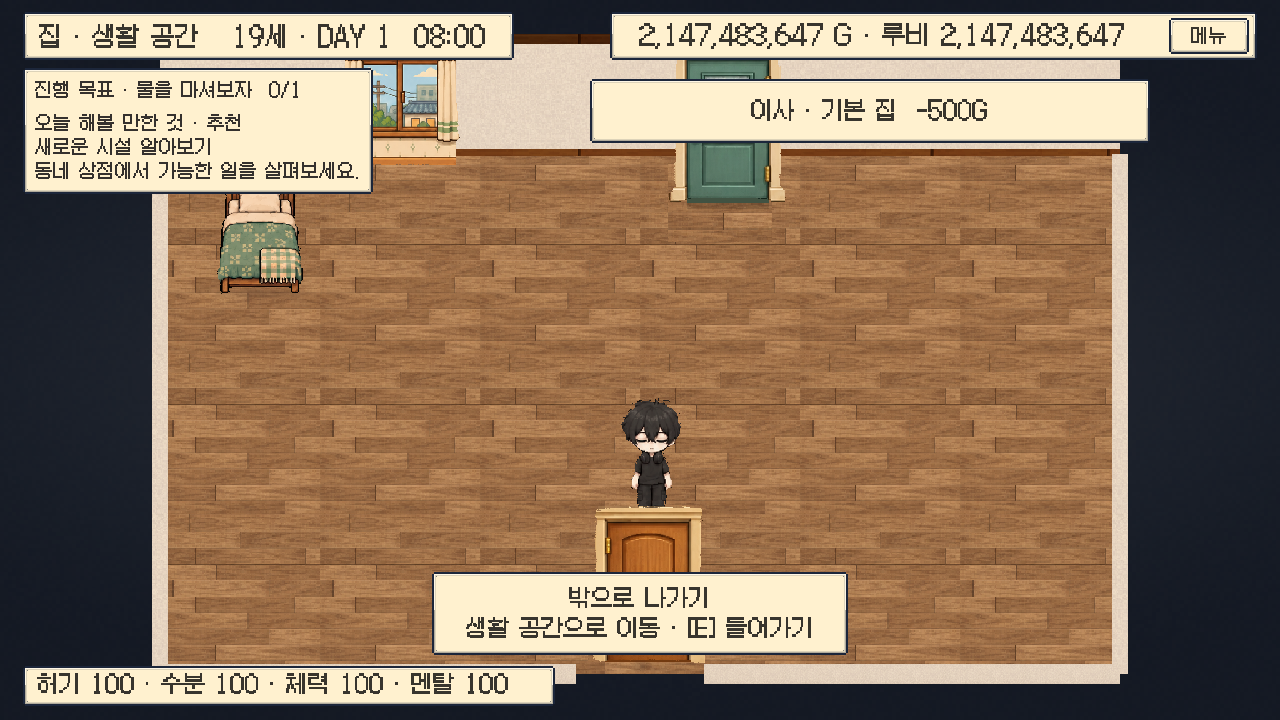 집 · 생활 공간 19세 · DAY 1 08:00
2,147,483,647 G · 루비 2,147,483,647
메뉴
진행 목표 · 물을 마셔보자 0/1
오늘 해볼 만한 것 · 추천
새로운 시설 알아보기
동네 상점에서 가능한 일을 살펴보세요.
이사 · 기본 집 -500G
밖으로 나가기
생활 공간으로 이동 · [E] 들어가기
허기 100 · 수분 100 · 체력 100 · 멘탈 100